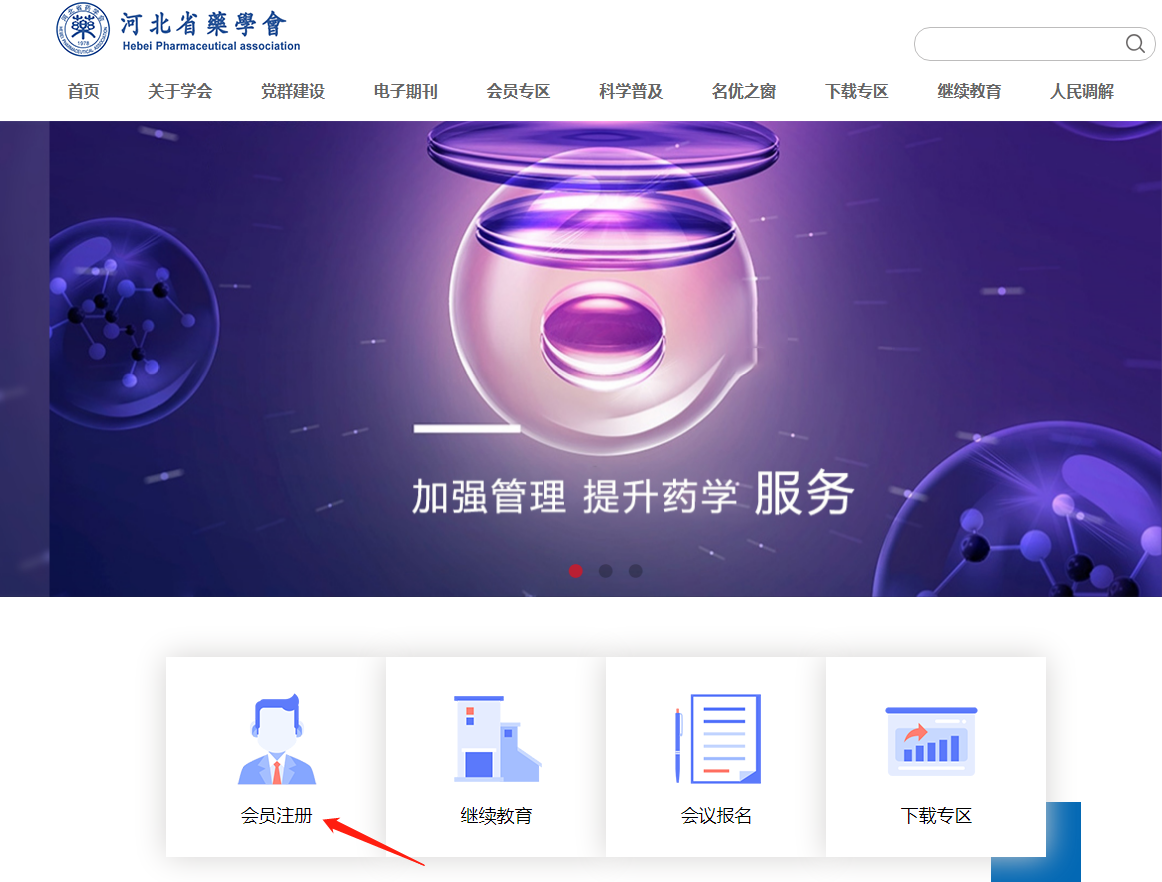 河北省藥學會
Hebei Pharmaceutical association
首页 关于学会 党群建设 电子期刊 会员专区 科学普及 名优之窗 下载专区 继续教育 人民调解
加强管理 提升药学 服务
会员注册 继续教育 会议报名 下载专区